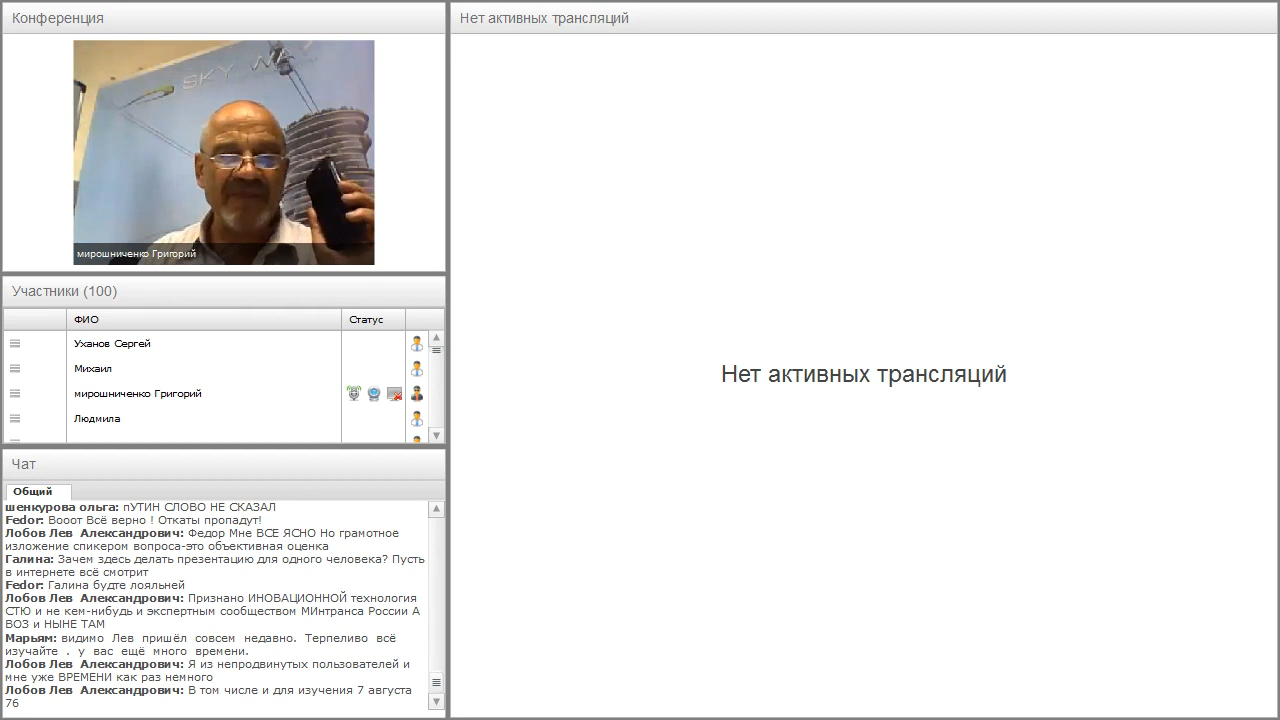 Конференция
SKY WAY
мирошниченко Григорий
Участники (100)
ФИО
Статус
Уханов Сергей
Михаил
мирошниченко Григорий
Людмила
Чат
Общий
шенкурова ольга: пУТИН СЛОВО НЕ СКАЗАЛ
Fedor: Вооот Всё верно ! Откаты пропадут!
Лобов Лев Александрович: Федор Мне ВСЕ ЯСНО Но грамотное
изложение спикером вопроса-это объективная оценка
Галина: Зачем здесь делать презентацию для одного человека? Пусть
в интернете всё смотрит
Fedor: Галина будте лояльней
Лобов Лев Александрович: Признано ИНОВАЦИОННОЙ технология
СТЮ и не кем-нибудь и экспертным сообществом МИнтранса России А
ВОЗ и НЫНЕ ТАМ
Марьям: видимо Лев пришёл совсем недавно. Терпеливо всё
изучайте . у вас ещё много времени.
Лобов Лев Александрович: Я из непродвинутых пользователей и
мне уже ВРЕМЕНИ как раз немного
Лобов Лев Александрович: В том числе и для изучения 7 августа
76
Нет активных трансляций
Нет активных трансляций